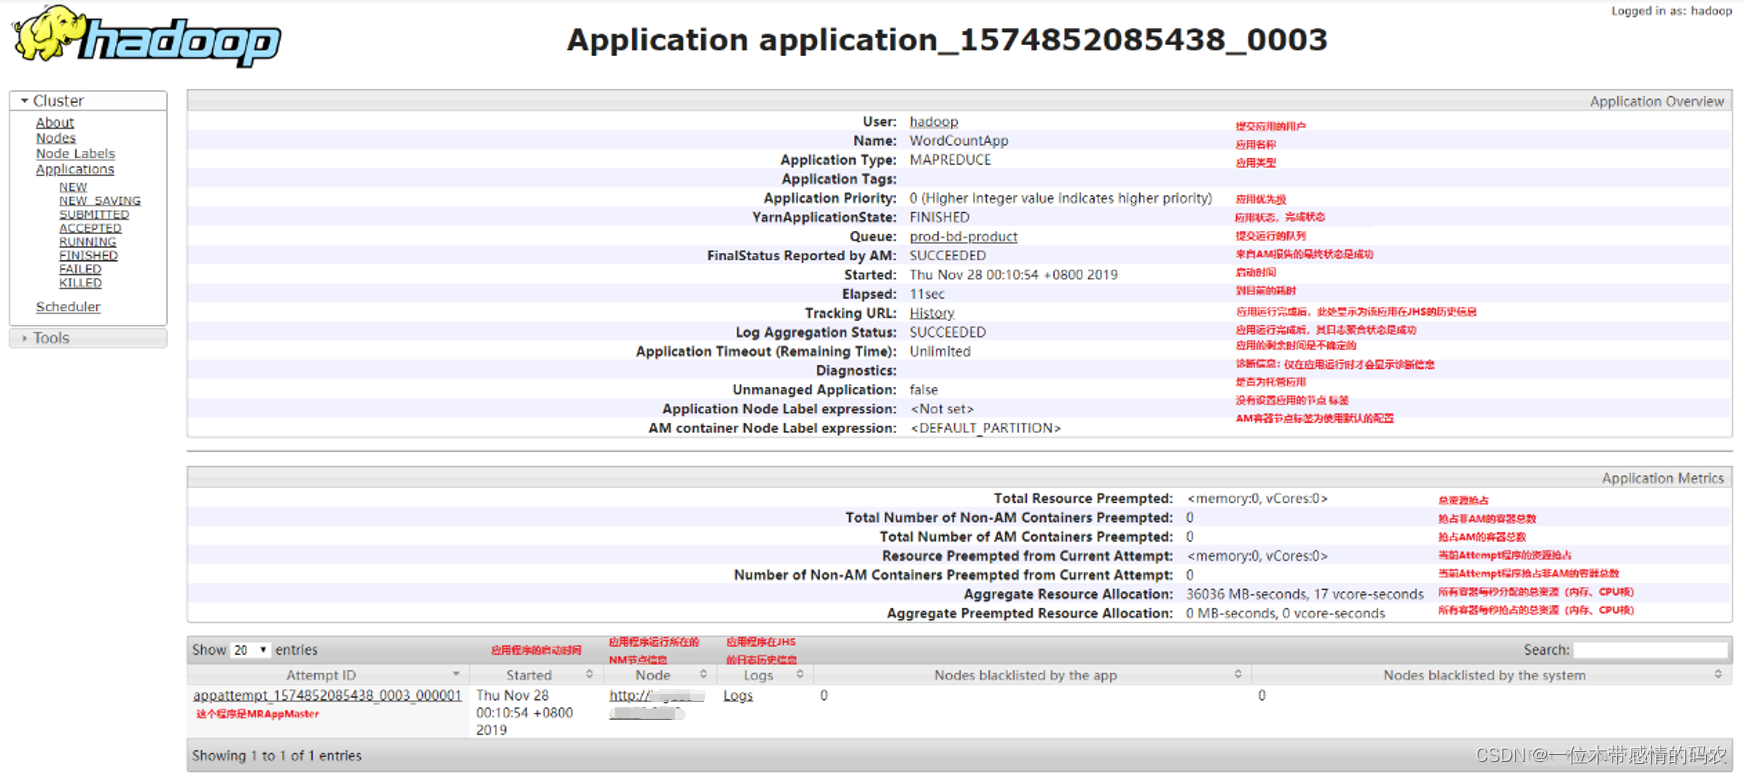 hadoop
Logged in as: hadoop
Application application_1574852085438_0003
Cluster
About
Nodes
Node Labels
Applications
NEW
NEW_SAVING
SUBMITTED
ACCEPTED
RUNNING
FINISHED
FAILED
KILLED
Scheduler
Tools
Application Overview
User: hadoop 提交应用的用户
Name: WordCountApp 应用名称
Application Type: MAPREDUCE 应用类型
Application Tags:
Application Priority: 0 (Higher Integer value indicates higher priority) 应用优先级
YarnApplicationState: FINISHED 应用状态，完成状态
Queue: prod-bd-product 提交运行的队列
FinalStatus Reported by AM: SUCCEEDED 来自AM报告的最终状态是成功
Started: Thu Nov 28 00:10:54 +0800 2019 启动时间
Elapsed: 11sec 到目前的耗时
Tracking URL: History 应用运行完成后，此处显示为该应用在JHS的历史信息
Log Aggregation Status: SUCCEEDED 应用运行完成后，其日志聚合状态是成功
Application Timeout (Remaining Time): Unlimited 应用的剩余时间是不确定的
Diagnostics: 诊断信息：仅在应用运行时才会显示诊断信息
Unmanaged Application: false 是否为托管应用
Application Node Label expression: <Not set> 没有设置应用的节点 标签
AM container Node Label expression: <DEFAULT_PARTITION> AM容器节点标签为使用默认的配置
Application Metrics
Total Resource Preempted: <memory:0, vCores:0> 总资源抢占
Total Number of Non-AM Containers Preempted: 0 抢占非AM的容器总数
Total Number of AM Containers Preempted: 0 抢占AM的容器总数
Resource Preempted from Current Attempt: <memory:0, vCores:0> 当前Attempt程序的资源抢占
Number of Non-AM Containers Preempted from Current Attempt: 0 当前Attempt程序抢占非AM的容器总数
Aggregate Resource Allocation: 36036 MB-seconds, 17 vcore-seconds 所有容器每秒分配的总资源（内存、CPU核）
Aggregate Preempted Resource Allocation: 0 MB-seconds, 0 vcore-seconds 所有容器每秒抢占的总资源（内存、CPU核）
Show 20 entries 应用程序的启动时间 应用程序运行所在的 应用程序在JHS Search:
NM节点信息 的日志历史信息
Attempt ID Started Node Logs Nodes blacklisted by the app Nodes blacklisted by the system
appattempt_1574852085438_0003_000001 Thu Nov 28 http:// Logs 0 0
这个程序是MRAppMaster 00:10:54 +0800
2019
Showing 1 to 1 of 1 entries
CSDN @一位木带感情的码农